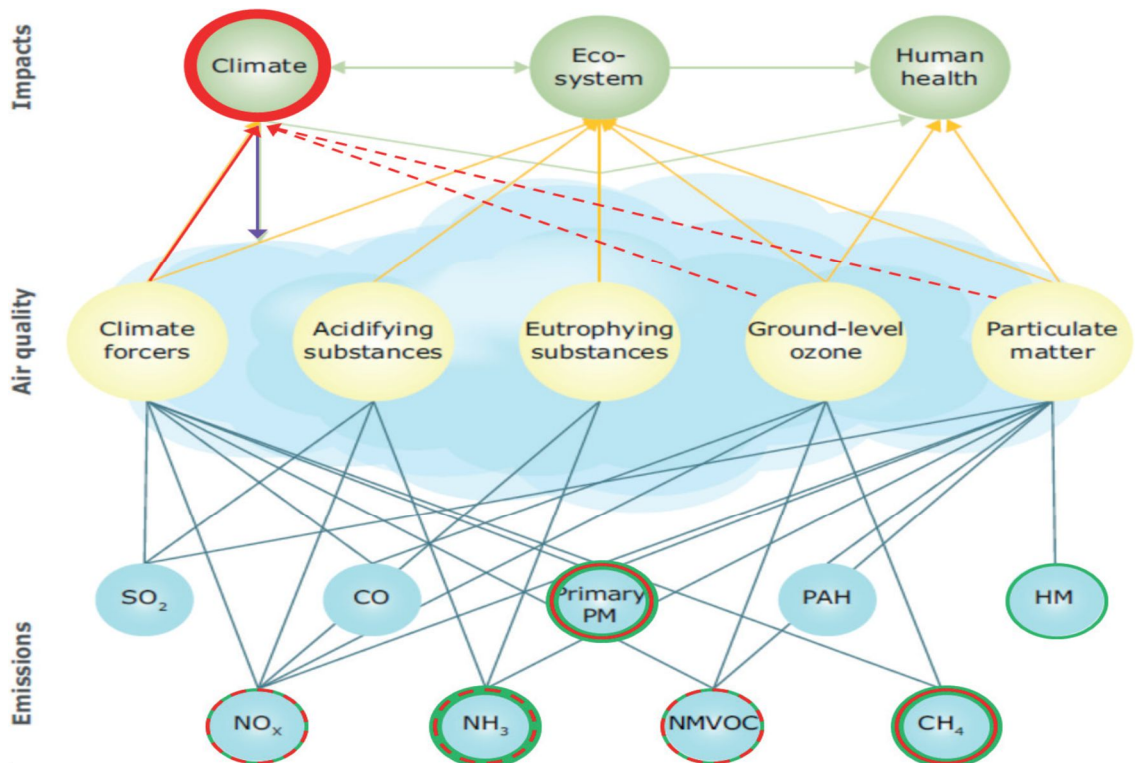 Impacts
Climate
Eco-
system
Human
health
Air quality
Climate
forcers
Acidifying
substances
Eutrophying
substances
Ground-level
ozone
Particulate
matter
Emissions
SO₂
CO
Primary
PM
PAH
HM
NOₓ
NH₃
NMVOC
CH₄